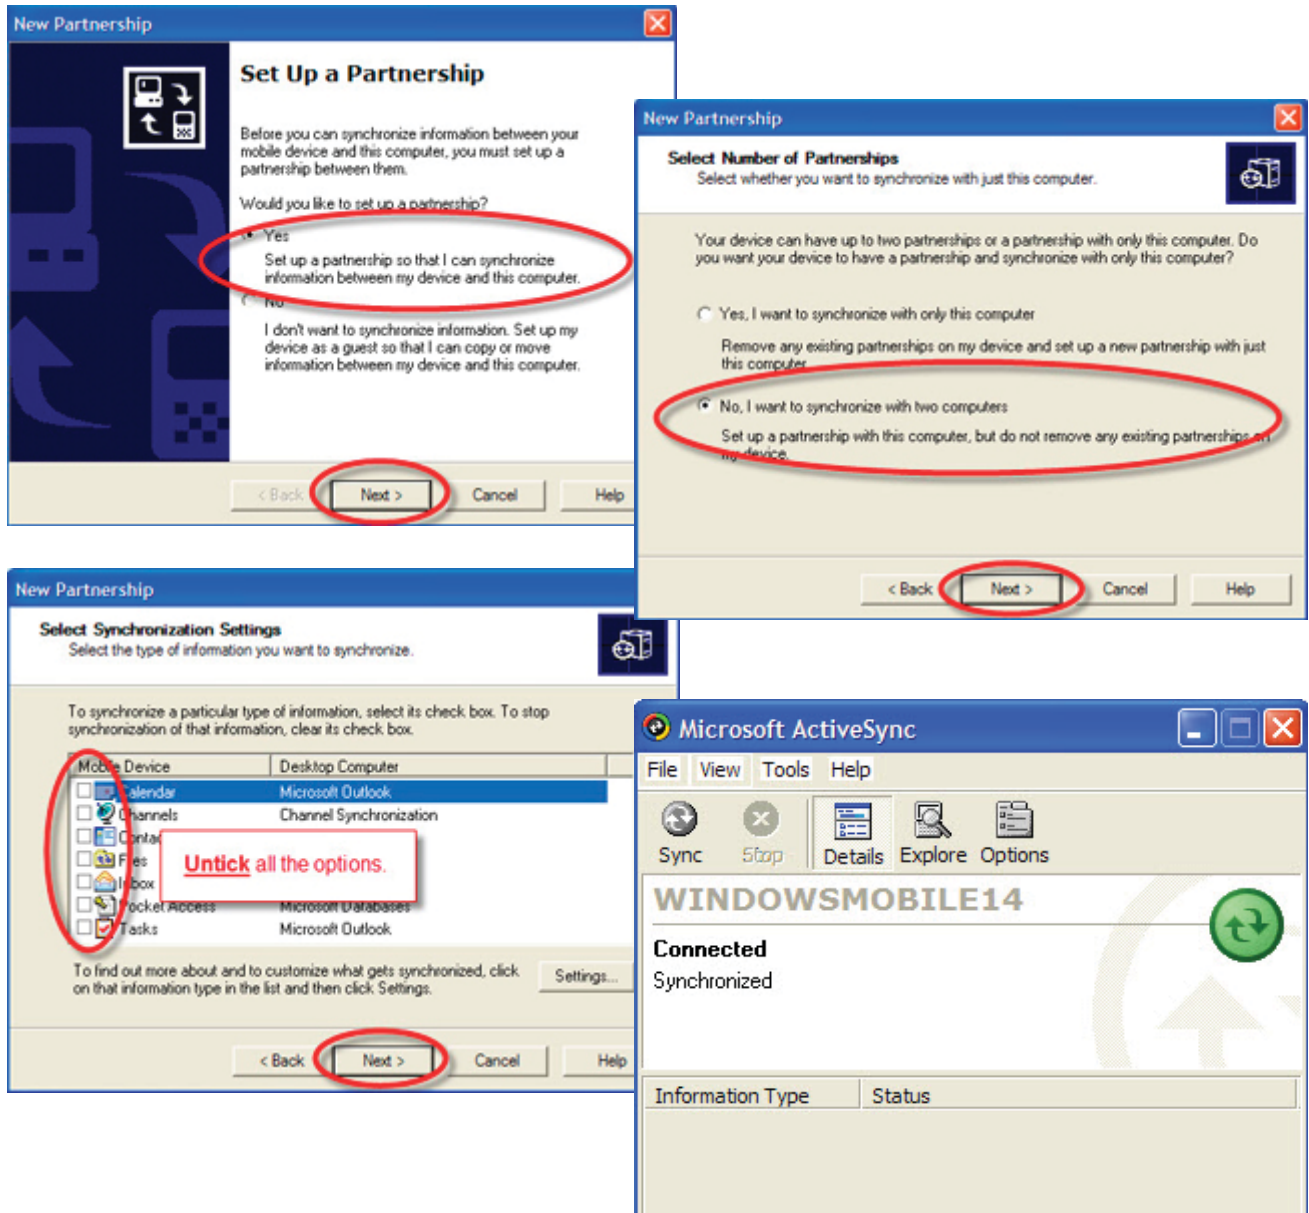 New Partnership
Set Up a Partnership
Before you can synchronize information between your
mobile device and this computer, you must set up a
partnership between them.
Would you like to set up a partnership?
Yes
Set up a partnership so that I can synchronize
information between my device and this computer.
No
I don't want to synchronize information. Set up my
device as a guest so that I can copy or move
information between my device and this computer.
< Back
Next >
Cancel
Help
New Partnership
Select Number of Partnerships
Select whether you want to synchronize with just this computer.
Your device can have up to two partnerships or a partnership with only this computer. Do
you want your device to have a partnership and synchronize with only this computer?
Yes, I want to synchronize with only this computer
Remove any existing partnerships on my device and set up a new partnership with just
this computer.
No, I want to synchronize with two computers
Set up a partnership with this computer, but do not remove any existing partnerships on
my device.
< Back
Next >
Cancel
Help
New Partnership
Select Synchronization Settings
Select the type of information you want to synchronize.
To synchronize a particular type of information, select its check box. To stop
synchronization of that information, clear its check box.
Mobile Device
Desktop Computer
Calendar
Microsoft Outlook
Channels
Channel Synchronization
Untick all the options.
Files
Inbox
Pocket Access
Microsoft Databases
Tasks
Microsoft Outlook
To find out more about and to customize what gets synchronized, click
on that information type in the list and then click Settings.
Settings...
< Back
Next >
Cancel
Help
Microsoft ActiveSync
File View Tools Help
Sync Stop Details Explore Options
WINDOWSMOBILE14
Connected
Synchronized
Information Type
Status